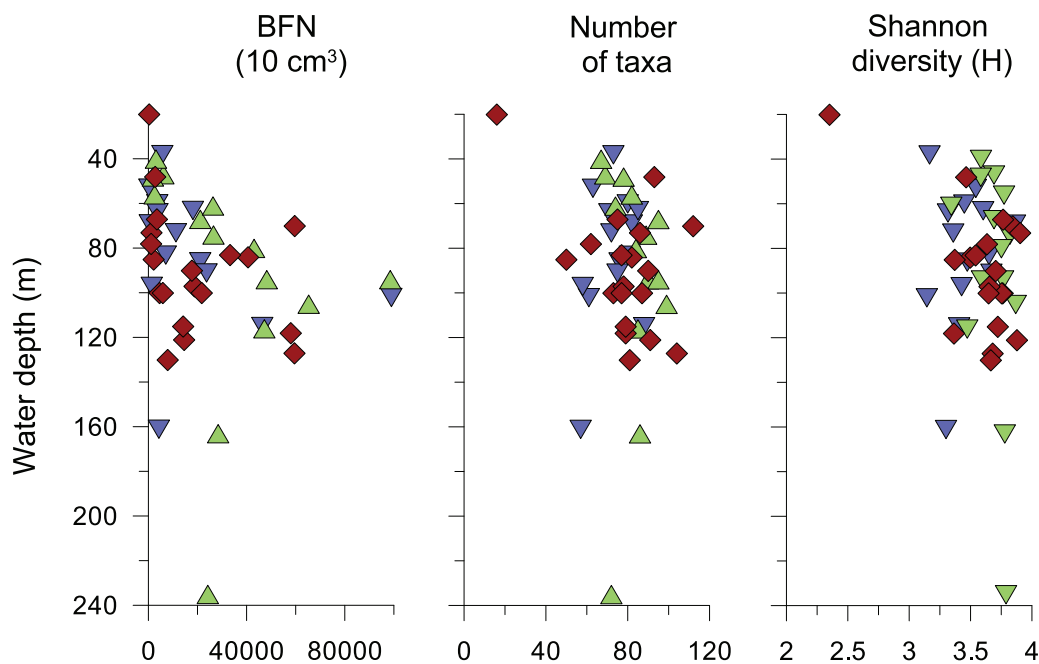 BFN
(10 cm³)
Number
of taxa
Shannon
diversity (H)
Water depth (m)
40
80
120
160
200
240
0 40000 80000
0 40 80 120
2 2.5 3 3.5 4